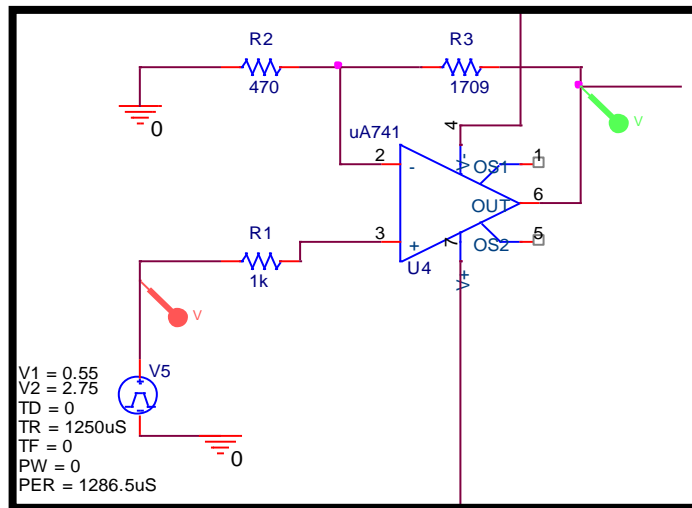 R2
R3
470
1709
0
V
uA741
4
V-
OS1
1
2
-
OUT
6
3
+
7
OS2
5
U4
V+
R1
1k
V
V1 = 0.55
V2 = 2.75
TD = 0
TR = 1250uS
TF = 0
PW = 0
PER = 1286.5uS
V5
0